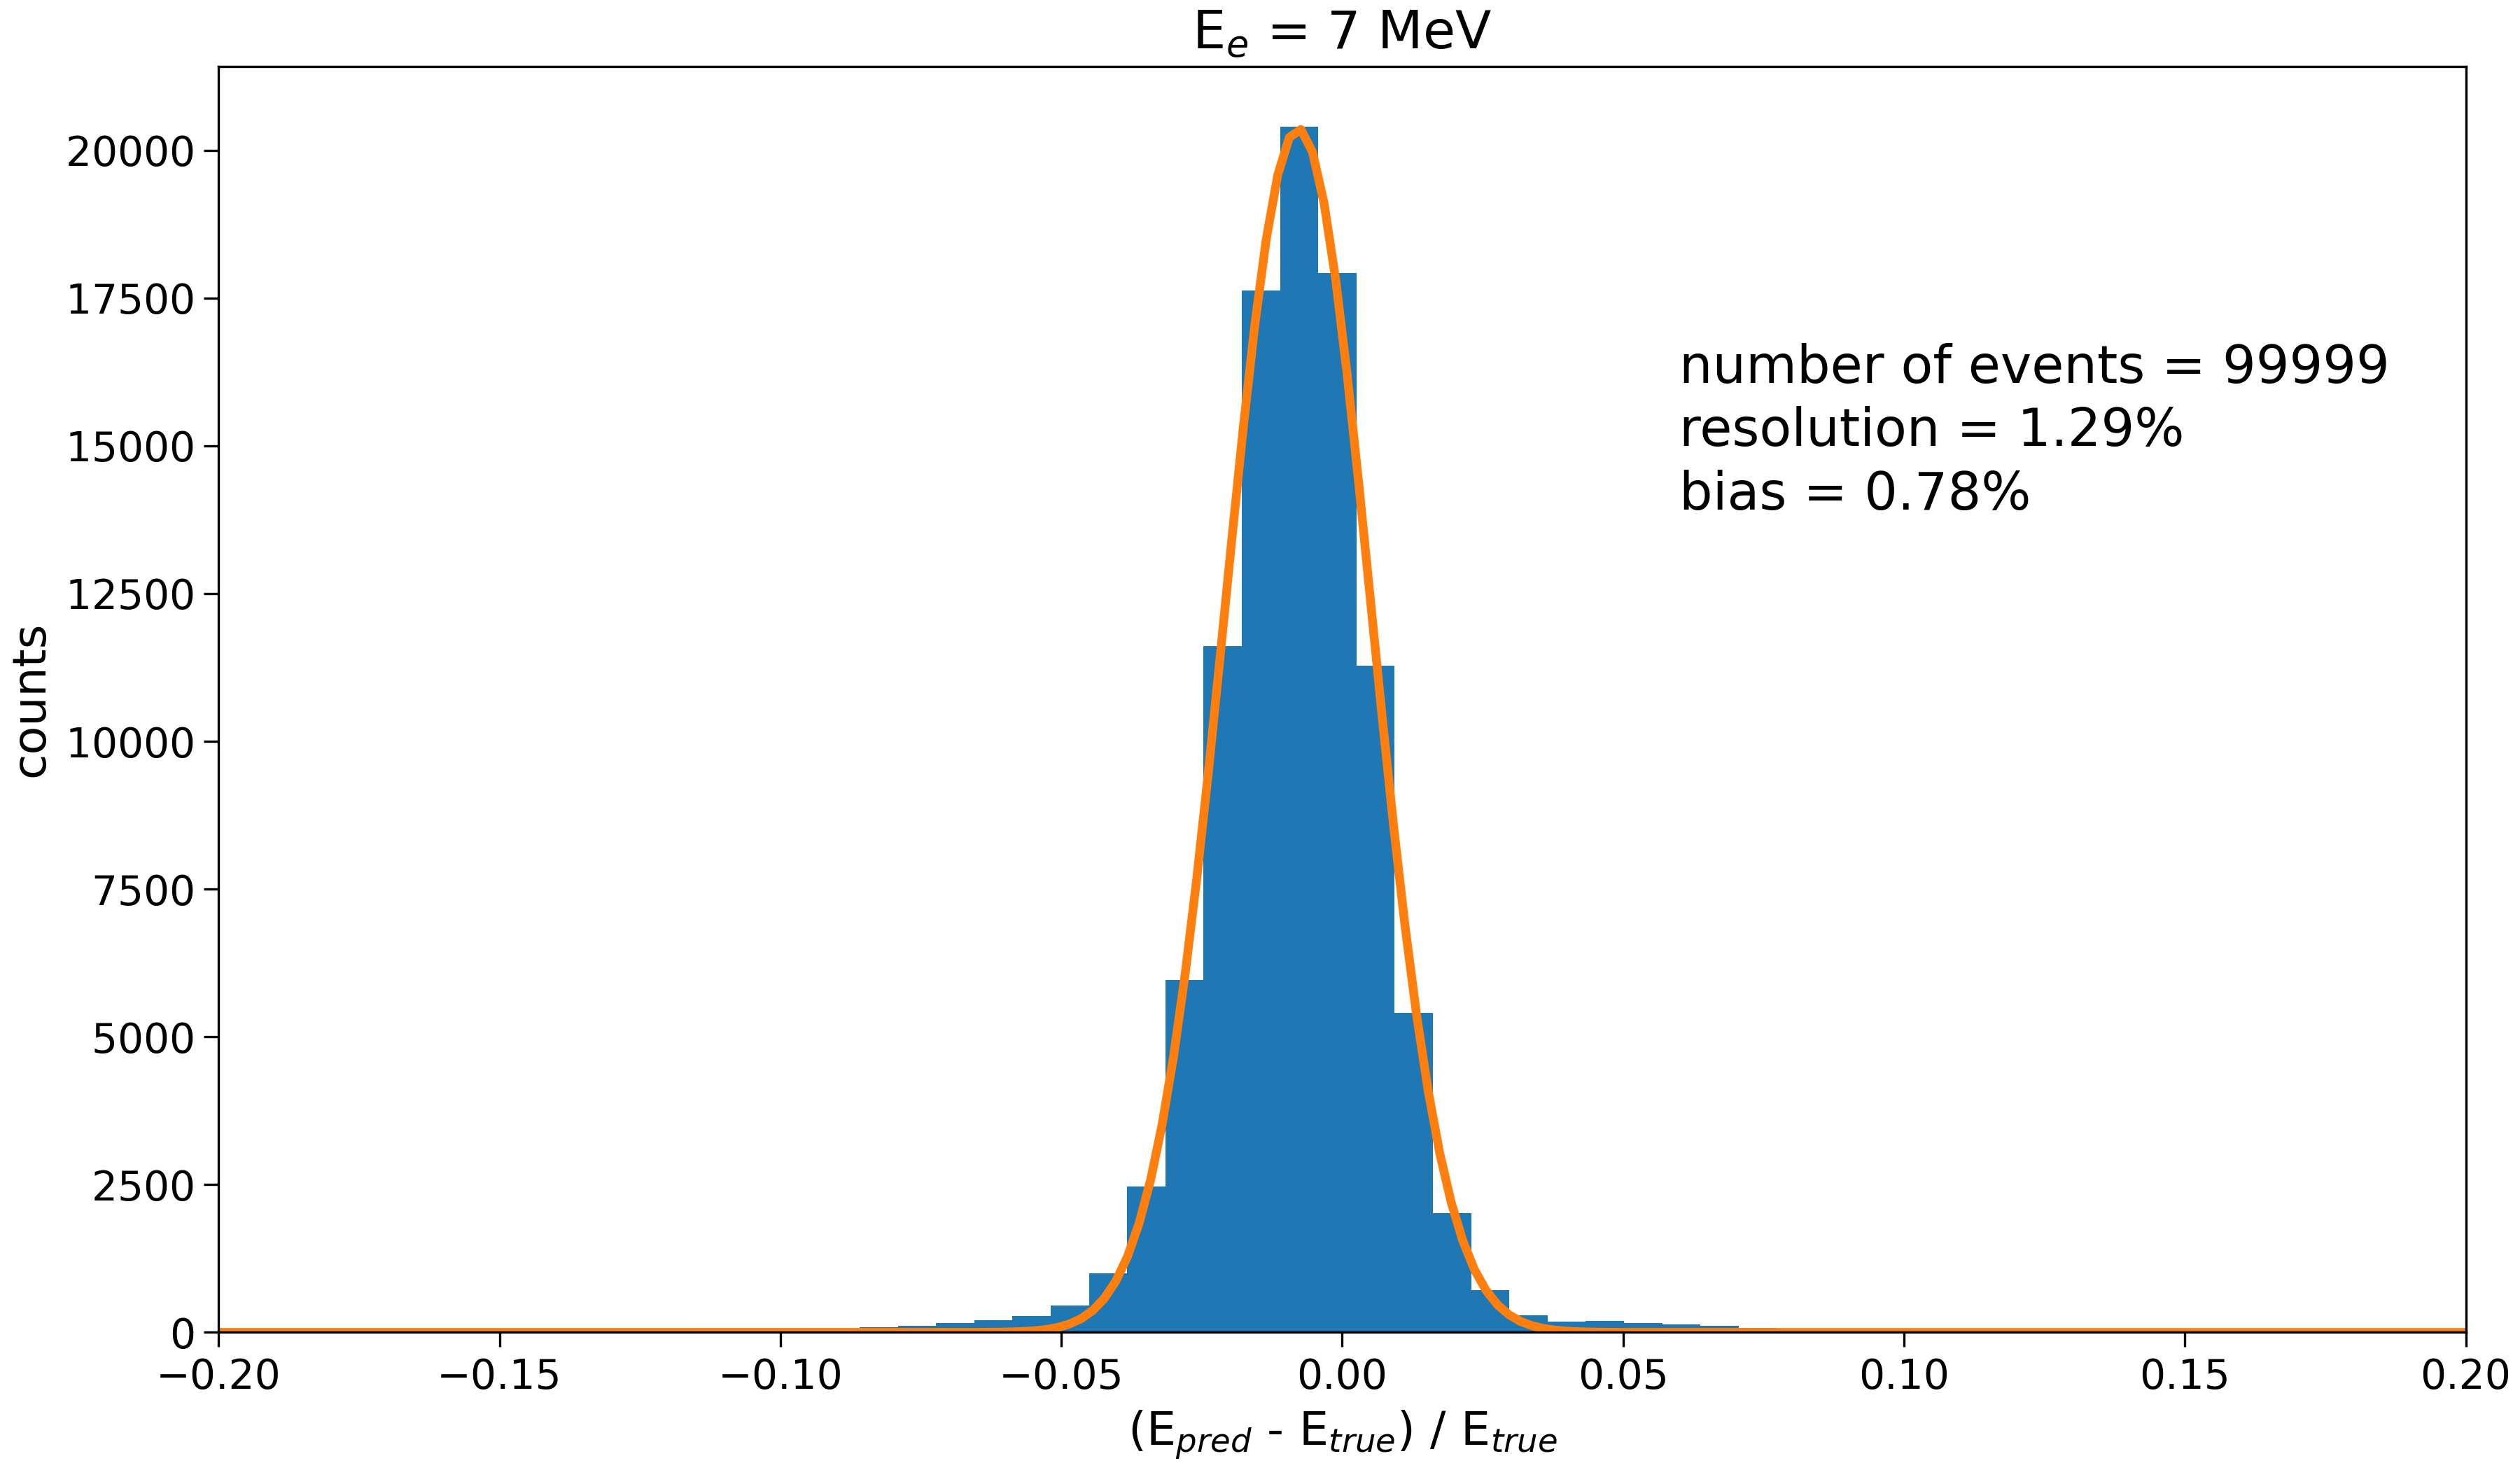 E_e = 7 MeV
20000
17500
15000
12500
10000
7500
5000
2500
0
counts
number of events = 99999
resolution = 1.29%
bias = 0.78%
−0.20 −0.15 −0.10 −0.05 0.00 0.05 0.10 0.15 0.20
(E_pred - E_true) / E_true